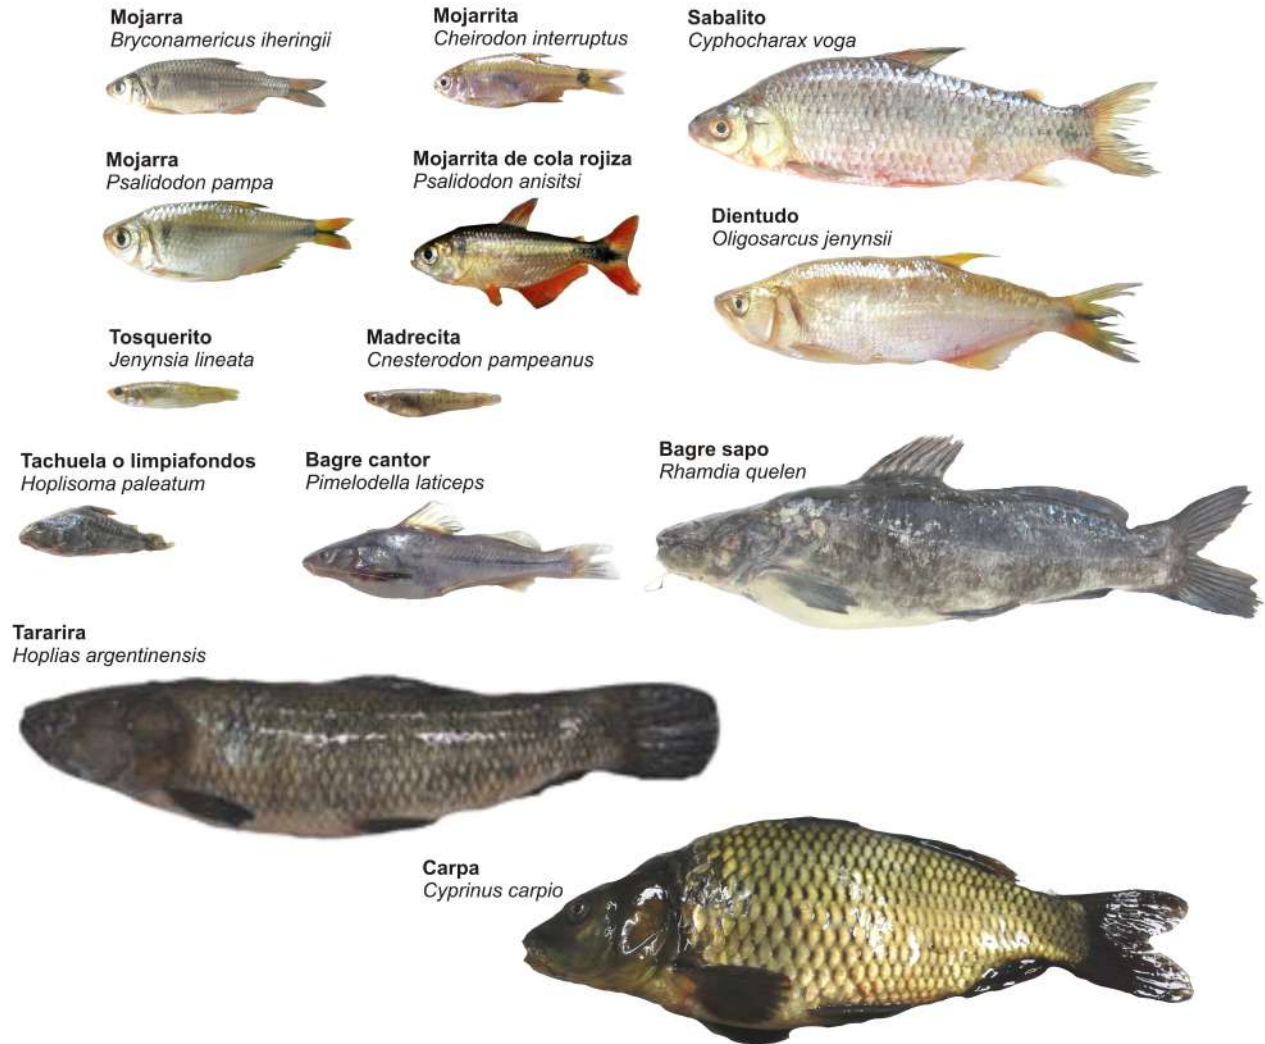 Mojarra
Bryconamericus iheringii
Mojarrita
Cheirodon interruptus
Sabalito
Cyphocharax voga
Mojarra
Psalidodon pampa
Mojarrita de cola rojiza
Psalidodon anisitsi
Dientudo
Oligosarcus jenynsii
Tosquerito
Jenynsia lineata
Madrecita
Cnesterodon pampeanus
Tachuela o limpiafondos
Hoplisoma paleatum
Bagre cantor
Pimelodella laticeps
Bagre sapo
Rhamdia quelen
Tararira
Hoplias argentinensis
Carpa
Cyprinus carpio